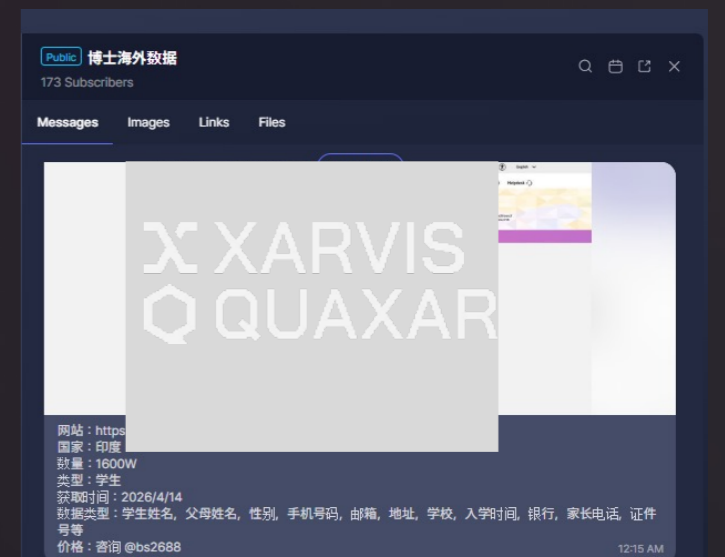 Public 博士海外数据
173 Subscribers
Messages Images Links Files
English
Helpdesk
XARVIS
QUAXAR
网站：https
国家：印度
数量：1600W
类型：学生
获取时间：2026/4/14
数据类型：学生姓名, 父母姓名, 性别, 手机号码, 邮箱, 地址, 学校, 入学时间, 银行, 家长电话, 证件
号等
价格：咨询 @bs2688
12:15 AM